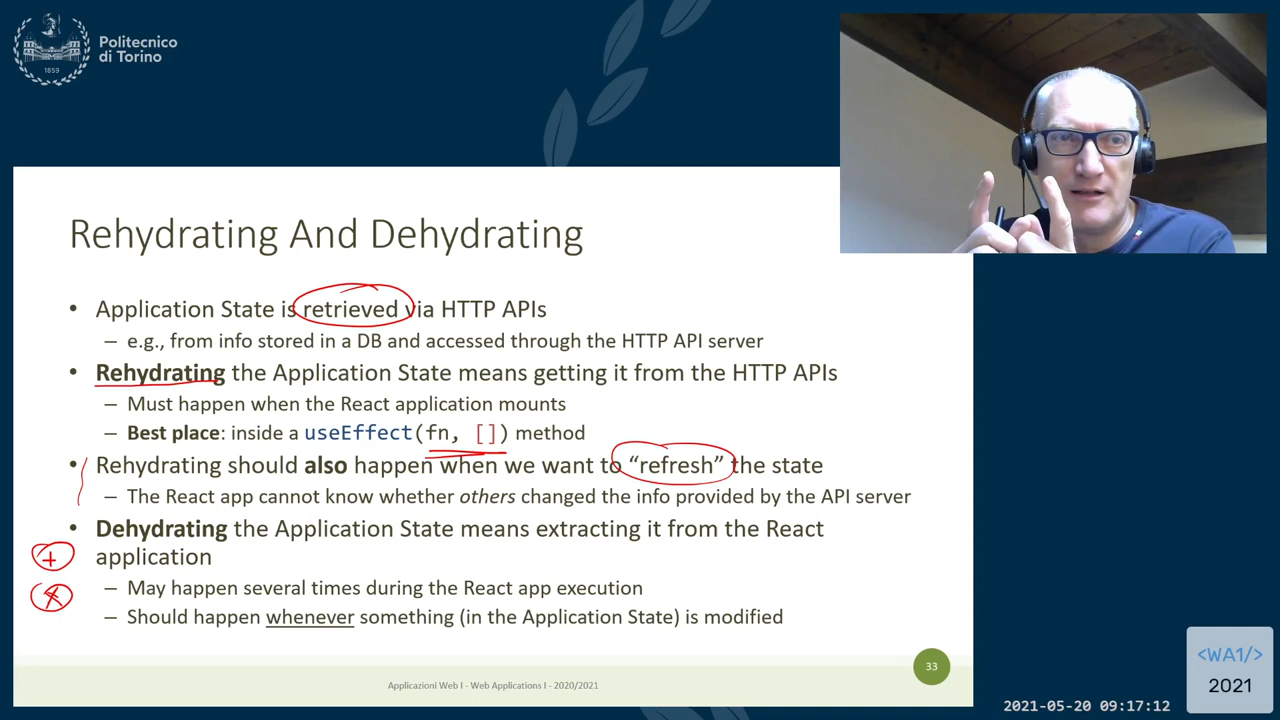 Politecnico
di Torino
1859
Rehydrating And Dehydrating
• Application State is retrieved via HTTP APIs
– e.g., from info stored in a DB and accessed through the HTTP API server
• Rehydrating the Application State means getting it from the HTTP APIs
– Must happen when the React application mounts
– Best place: inside a useEffect(fn, []) method
• Rehydrating should also happen when we want to “refresh” the state
– The React app cannot know whether others changed the info provided by the API server
• Dehydrating the Application State means extracting it from the React
application
+
– May happen several times during the React app execution
– Should happen whenever something (in the Application State) is modified
33
Applicazioni Web I - Web Applications I - 2020/2021
<WA1/>
2021
2021-05-20 09:17:12